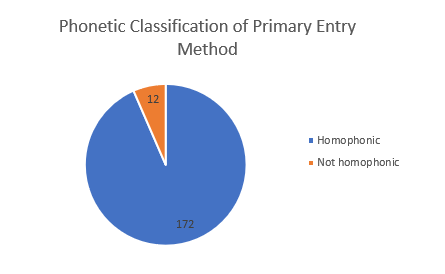 Phonetic Classification of Primary Entry
Method
12
Homophonic
Not homophonic
172